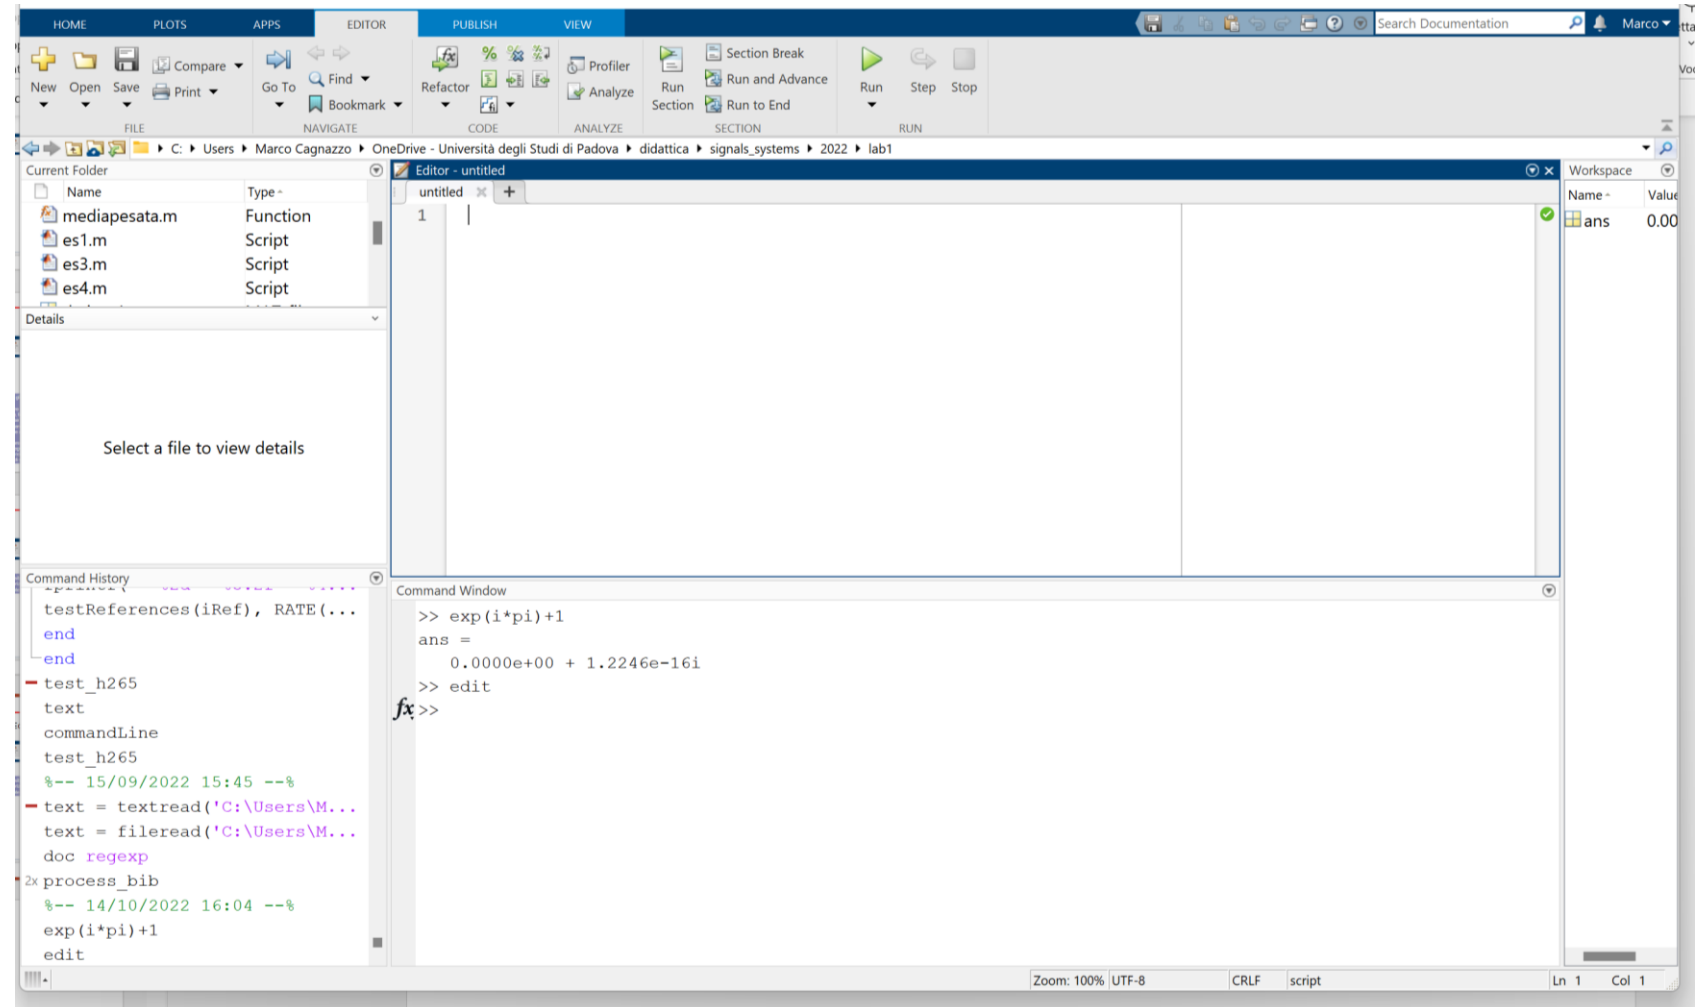 HOME PLOTS APPS EDITOR PUBLISH VIEW Search Documentation Marco
New Open Save Compare Print
FILE
Go To Find Bookmark
NAVIGATE
Refactor
CODE
Profiler
Analyze
ANALYZE
Run Section
Section Break
Run and Advance
Run to End
SECTION
Run Step Stop
RUN
C: Users Marco Cagnazzo OneDrive - Università degli Studi di Padova didattica signals_systems 2022 lab1
Current Folder
Name Type
mediapesata.m Function
es1.m Script
es3.m Script
es4.m Script
Details
Select a file to view details
Command History
testReferences(iRef), RATE(...
end
end
test_h265
text
commandLine
test_h265
%-- 15/09/2022 15:45 --%
text = textread('C:\Users\M...
text = fileread('C:\Users\M...
doc regexp
2x process_bib
%-- 14/10/2022 16:04 --%
exp(i*pi)+1
edit
Editor - untitled
untitled
1
Command Window
>> exp(i*pi)+1
ans =
0.0000e+00 + 1.2246e-16i
>> edit
fx >>
Workspace
Name Value
ans 0.00
Zoom: 100% UTF-8 CRLF script Ln 1 Col 1